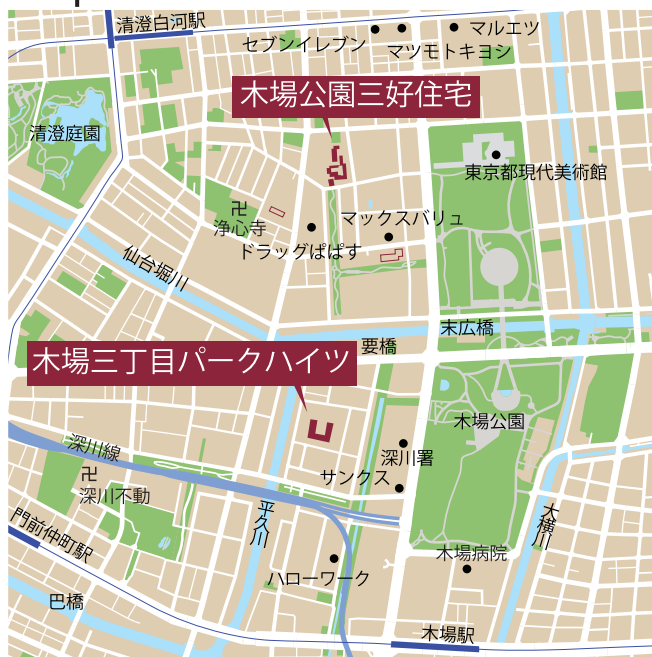 清澄白河駅
マルエツ
セブンイレブン
マツモトキヨシ
木場公園三好住宅
清澄庭園
東京都現代美術館
卍
浄心寺
マックスバリュ
ドラッグぱぱす
仙台堀川
末広橋
要橋
木場三丁目パークハイツ
木場公園
深川線
深川署
卍
サンクス
深川不動
平久川
大横川
門前仲町駅
木場病院
ハローワーク
巴橋
木場駅